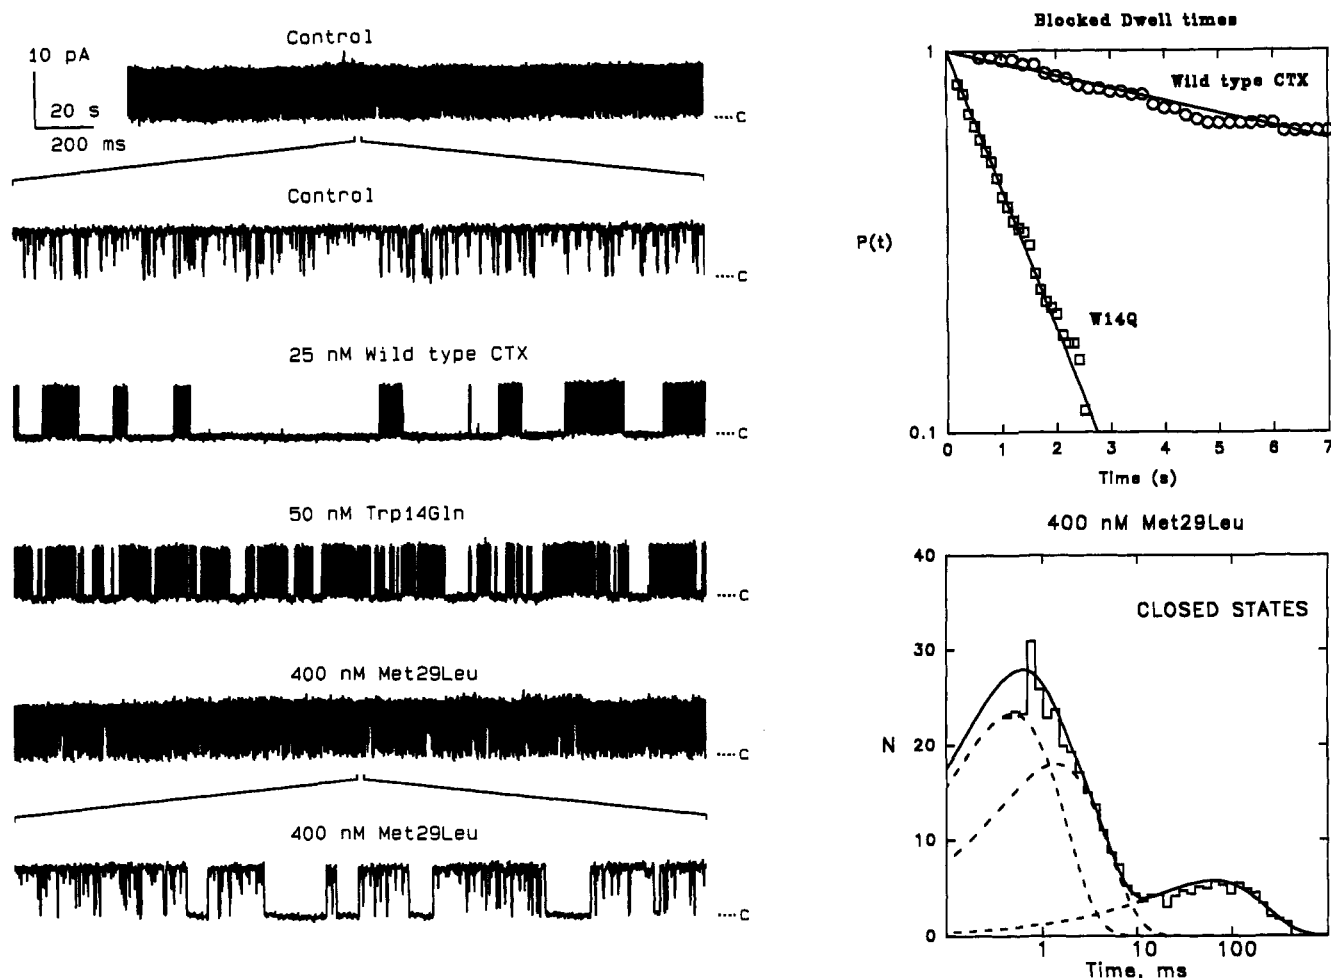 Control
10 pA
20 s
200 ms
....c
Control
....c
25 nM Wild type CTX
....c
50 nM Trp14Gln
....c
400 nM Met29Leu
....c
400 nM Met29Leu
....c
Blocked Dwell times
1
Wild type CTX
P(t)
W14Q
0.1
0 1 2 3 4 5 6 7
Time (s)
400 nM Met29Leu
40
CLOSED STATES
30
N
20
10
0
1 10 100
Time, ms